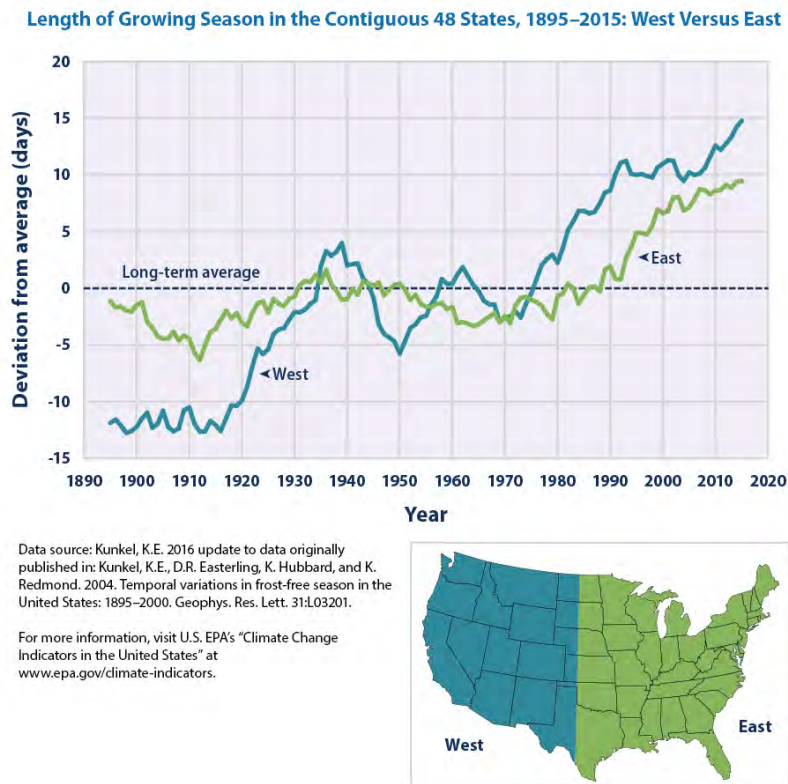 Length of Growing Season in the Contiguous 48 States, 1895–2015: West Versus East
20
15
10
5
0
-5
-10
-15
Deviation from average (days)
Long-term average
East
West
1890 1900 1910 1920 1930 1940 1950 1960 1970 1980 1990 2000 2010 2020
Year
Data source: Kunkel, K.E. 2016 update to data originally
published in: Kunkel, K.E., D.R. Easterling, K. Hubbard, and K.
Redmond. 2004. Temporal variations in frost-free season in the
United States: 1895–2000. Geophys. Res. Lett. 31:L03201.
For more information, visit U.S. EPA's “Climate Change
Indicators in the United States” at
www.epa.gov/climate-indicators.
West
East